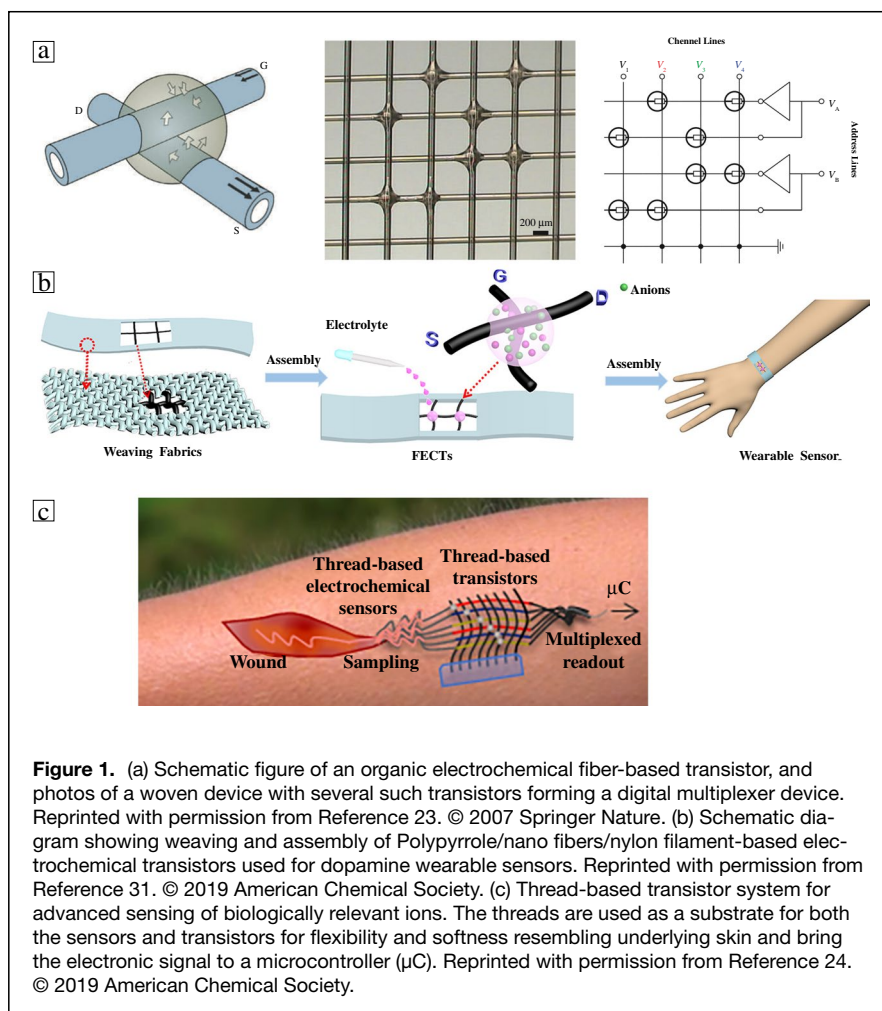 a
G
D
S
200 µm
Chennel Lines
V1
V2
V3
V4
VA
VB
Address Lines
b
Weaving Fabrics
Assembly
Electrolyte
G
D
S
Anions
FECTs
Assembly
Wearable Sensor
c
Thread-based
electrochemical
sensors
Thread-based
transistors
µC
Wound
Sampling
Multiplexed
readout
Figure 1. (a) Schematic figure of an organic electrochemical fiber-based transistor, and
photos of a woven device with several such transistors forming a digital multiplexer device.
Reprinted with permission from Reference 23. © 2007 Springer Nature. (b) Schematic dia-
gram showing weaving and assembly of Polypyrrole/nano fibers/nylon filament-based elec-
trochemical transistors used for dopamine wearable sensors. Reprinted with permission from
Reference 31. © 2019 American Chemical Society. (c) Thread-based transistor system for
advanced sensing of biologically relevant ions. The threads are used as a substrate for both
the sensors and transistors for flexibility and softness resembling underlying skin and bring
the electronic signal to a microcontroller (µC). Reprinted with permission from Reference 24.
© 2019 American Chemical Society.